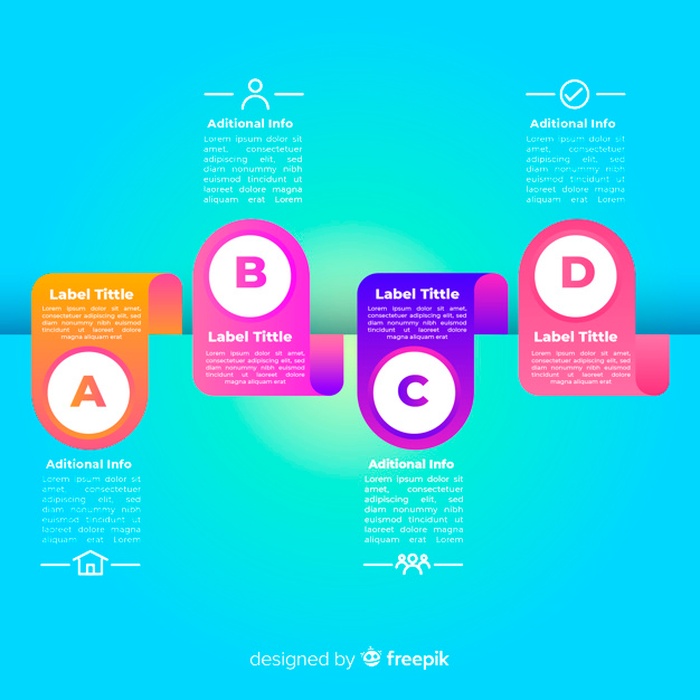 Aditional Info
Lorem ipsum dolor sit
amet, consectetuer
adipiscing elit, sed
diam nonummy nibh
euismod tincidunt ut
laoreet dolore magna
aliquam erat Lorem
Aditional Info
Lorem ipsum dolor sit
amet, consectetuer
adipiscing elit, sed
diam nonummy nibh
euismod tincidunt ut
laoreet dolore magna
aliquam erat Lorem
Label Tittle
Lorem ipsum dolor sit amet,
consectetuer adipiscing elit, sed
diam nonummy nibh euismod
tincidunt ut laoreet dolore
magna aliquam erat
A
B
Label Tittle
Lorem ipsum dolor sit amet,
consectetuer adipiscing elit, sed
diam nonummy nibh euismod
tincidunt ut laoreet dolore
magna aliquam erat
Label Tittle
Lorem ipsum dolor sit amet,
consectetuer adipiscing elit, sed
diam nonummy nibh euismod
tincidunt ut laoreet dolore
magna aliquam erat
C
D
Label Tittle
Lorem ipsum dolor sit amet,
consectetuer adipiscing elit, sed
diam nonummy nibh euismod
tincidunt ut laoreet dolore
magna aliquam erat
Aditional Info
Lorem ipsum dolor sit
amet, consectetuer
adipiscing elit, sed
diam nonummy nibh
euismod tincidunt ut
laoreet dolore magna
aliquam erat Lorem
Aditional Info
Lorem ipsum dolor sit
amet, consectetuer
adipiscing elit, sed
diam nonummy nibh
euismod tincidunt ut
laoreet dolore magna
aliquam erat Lorem
designed by freepik